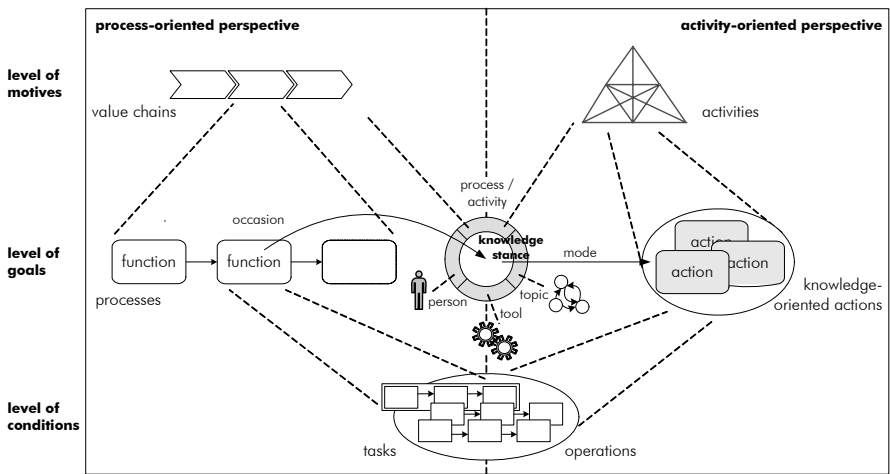 process-oriented perspective
activity-oriented perspective
level of
motives
value chains
activities
process /
activity
occasion
knowledge
stance
mode
level of
goals
function
function
action
action
action
processes
person
topic
tool
knowledge-
oriented actions
level of
conditions
tasks
operations